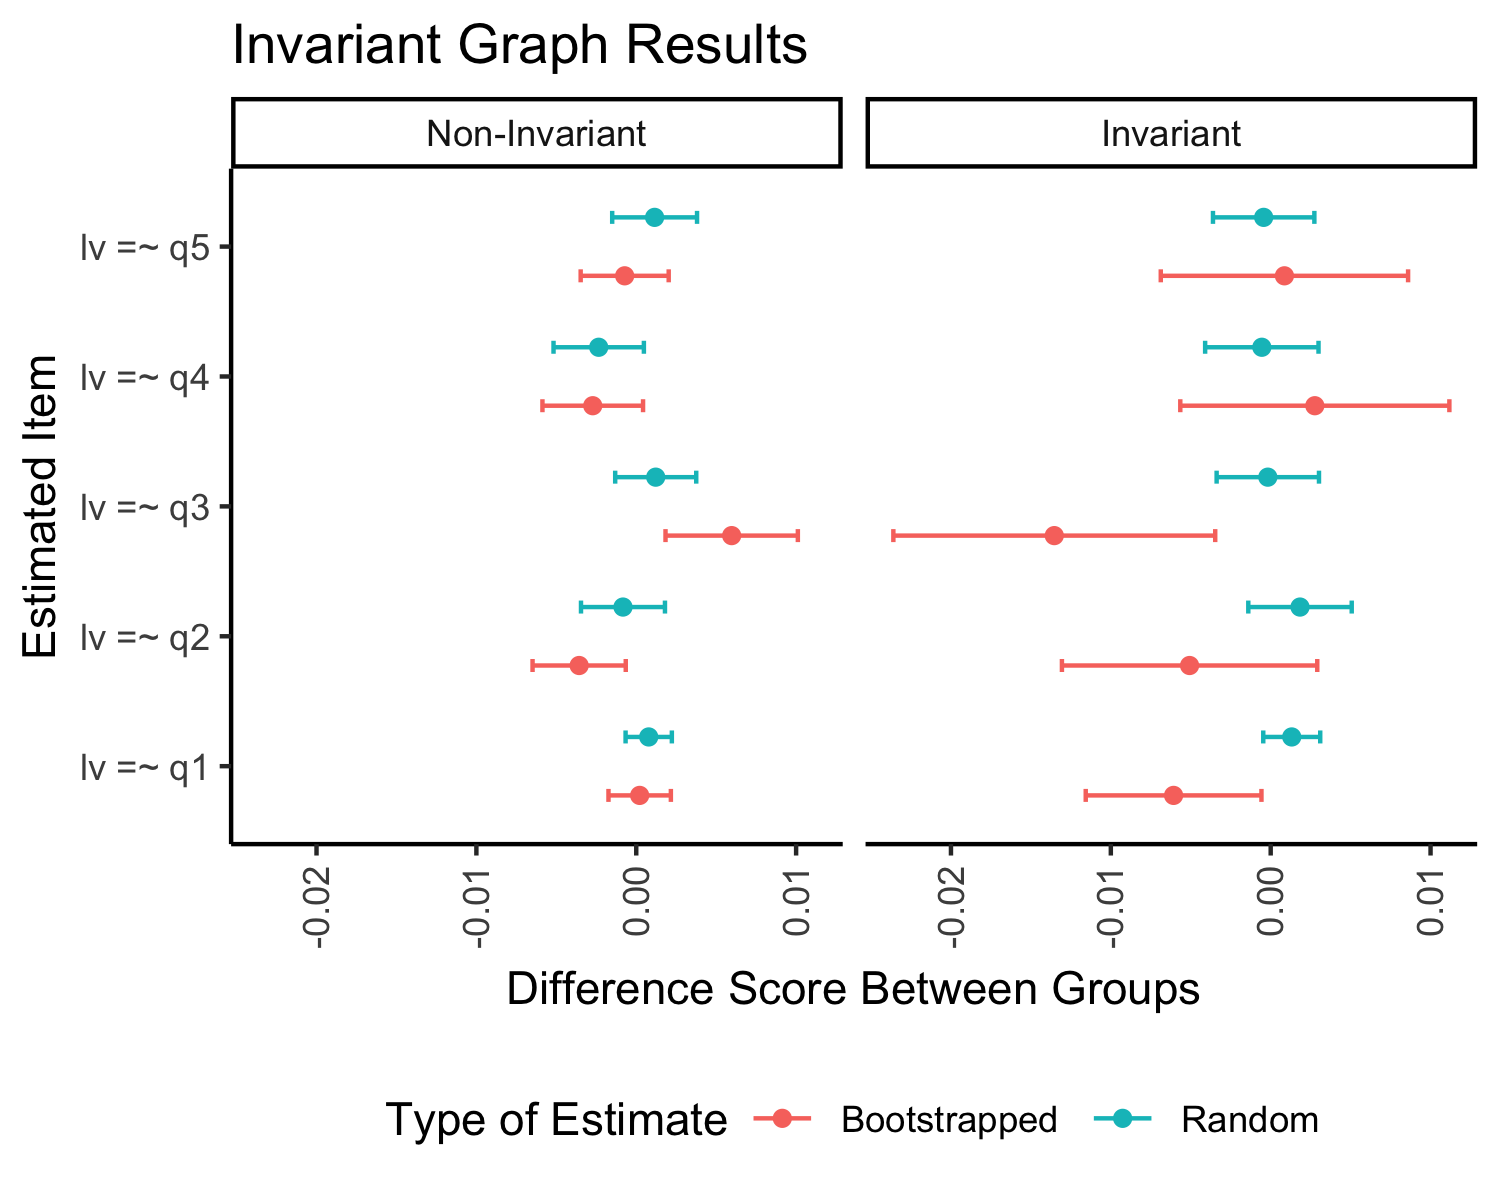 Invariant Graph Results
Non-Invariant
Invariant
Estimated Item
lv =~ q5
lv =~ q4
lv =~ q3
lv =~ q2
lv =~ q1
-0.02
-0.01
0.00
0.01
-0.02
-0.01
0.00
0.01
Difference Score Between Groups
Type of Estimate Bootstrapped Random